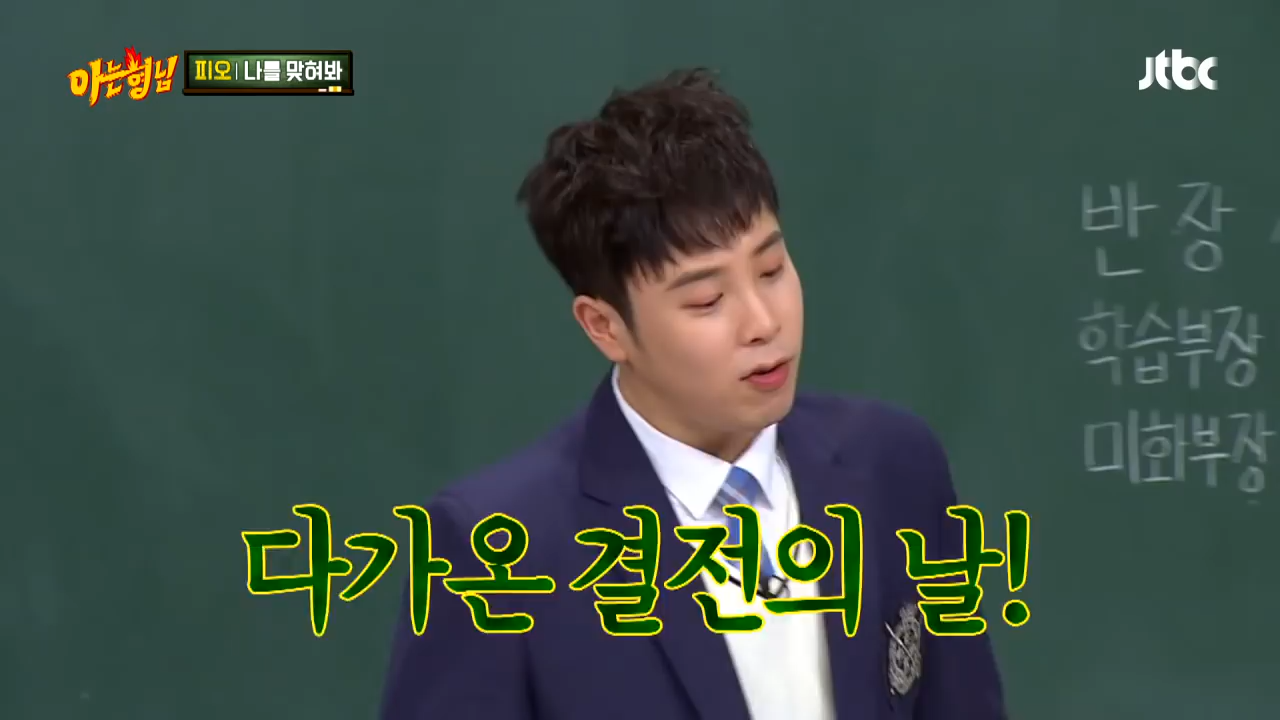 아는형님
피오 | 나를 맞혀봐
jtbc
반장
학습부장
미화부장
다가온 결전의 날!